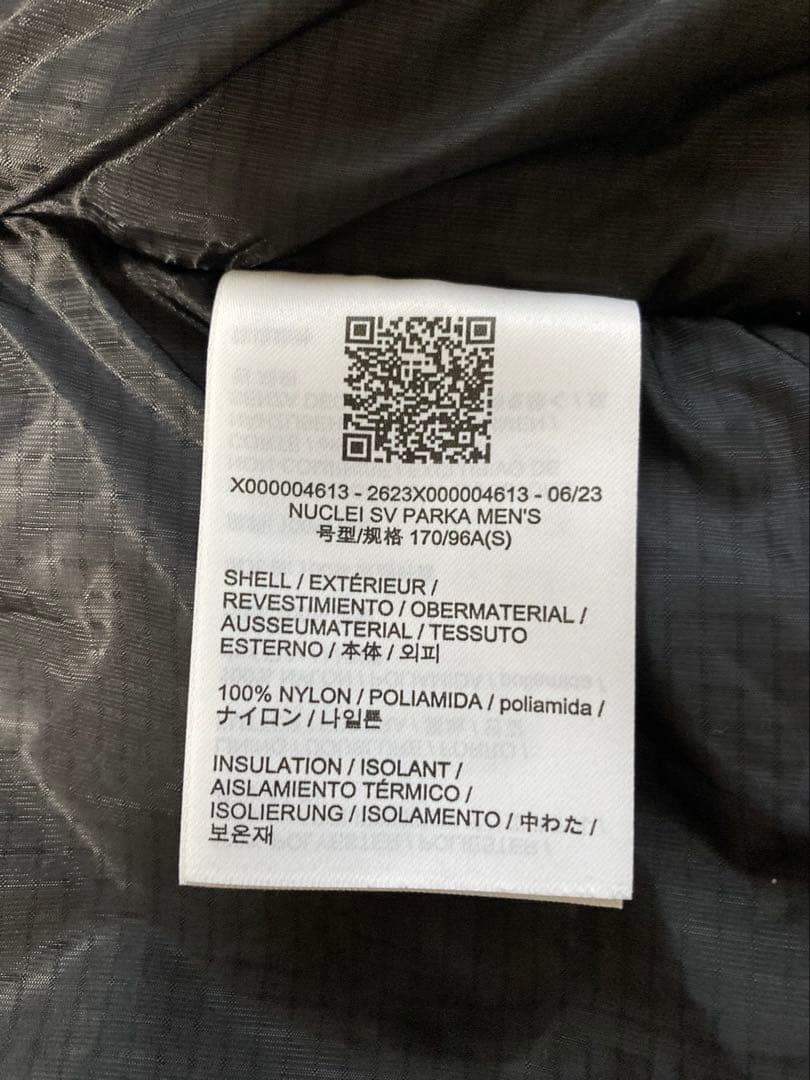 X000004613 - 2623X000004613 - 06/23
NUCLEI SV PARKA MEN'S
号型/规格 170/96A(S)
SHELL / EXTÉRIEUR /
REVESTIMIENTO / OBERMATERIAL /
AUSSEUMATERIAL / TESSUTO
ESTERNO / 本体 / 외피
100% NYLON / POLIAMIDA / poliamida /
ナイロン / 나일론
INSULATION / ISOLANT /
AISLAMIENTO TÉRMICO /
ISOLIERUNG / ISOLAMENTO / 中わた /
보온재